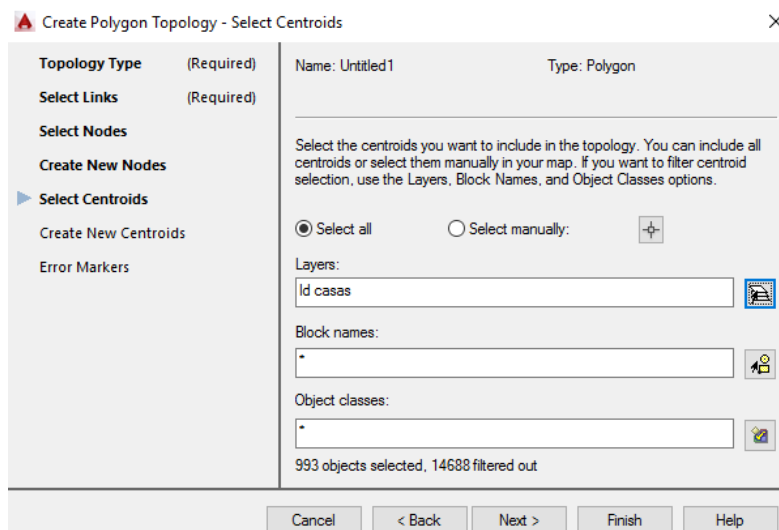 Create Polygon Topology - Select Centroids
Topology Type (Required)
Select Links (Required)
Select Nodes
Create New Nodes
Select Centroids
Create New Centroids
Error Markers
Name: Untitled1 Type: Polygon
Select the centroids you want to include in the topology. You can include all
centroids or select them manually in your map. If you want to filter centroid
selection, use the Layers, Block Names, and Object Classes options.
Select all Select manually:
Layers:
Id casas
Block names:
*
Object classes:
*
993 objects selected, 14688 filtered out
Cancel < Back Next > Finish Help